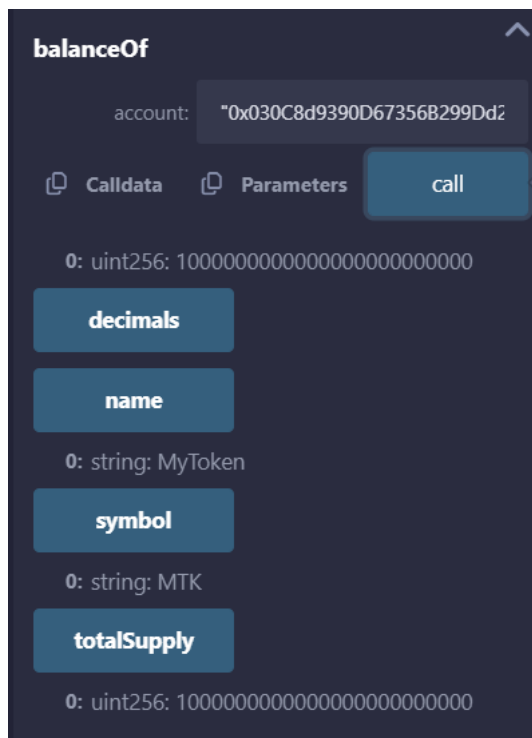 balanceOf
account: "0x030C8d9390D67356B299Dd2
Calldata Parameters call
0: uint256: 1000000000000000000000000
decimals
name
0: string: MyToken
symbol
0: string: MTK
totalSupply
0: uint256: 1000000000000000000000000